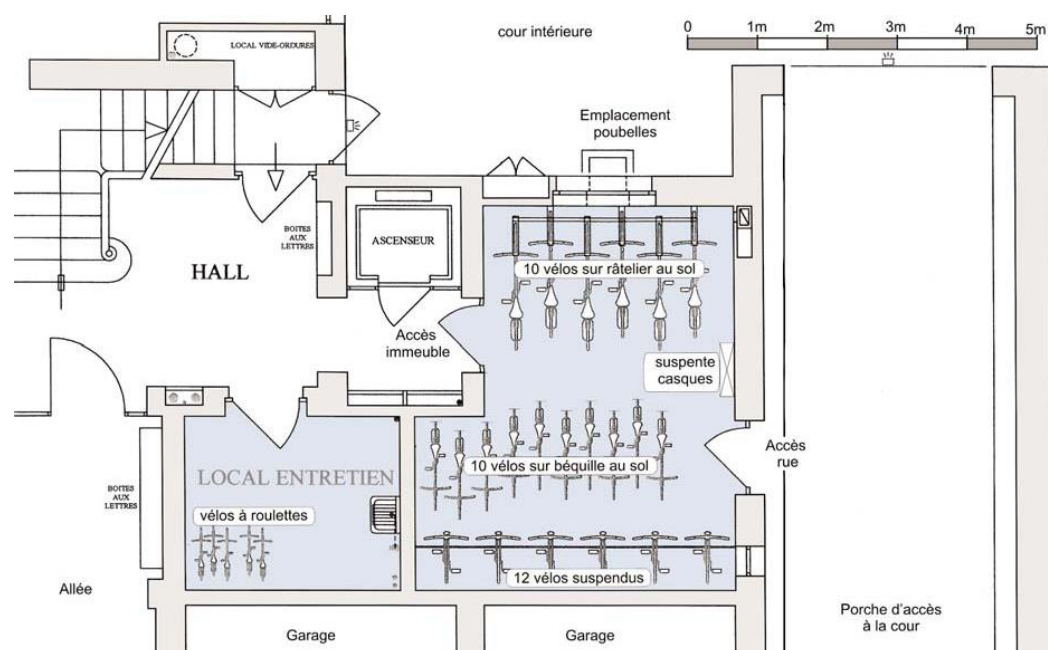 cour intérieure
0 1m 2m 3m 4m 5m
LOCAL VIDE-ORDURES
Emplacement
poubelles
BOITES
AUX
LETTRES
ASCENSEUR
HALL
10 vélos sur râtelier au sol
Accès
immeuble
suspente
casques
Accès
rue
10 vélos sur béquille au sol
LOCAL ENTRETIEN
BOITES
AUX
LETTRES
vélos à roulettes
12 vélos suspendus
Allée
Garage
Garage
Porche d'accès
à la cour